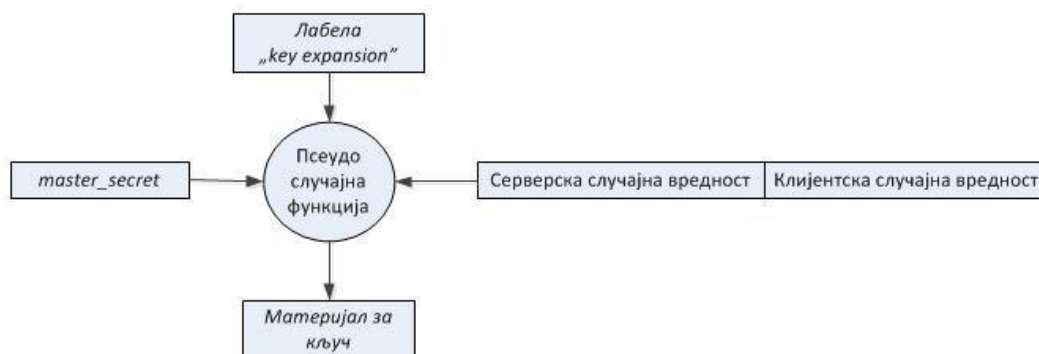 Лабела
„key expansion”
Псеудо
случајна
функција
master_secret
Серверска случајна вредност
Клијентска случајна вредност
Материјал за
кључ